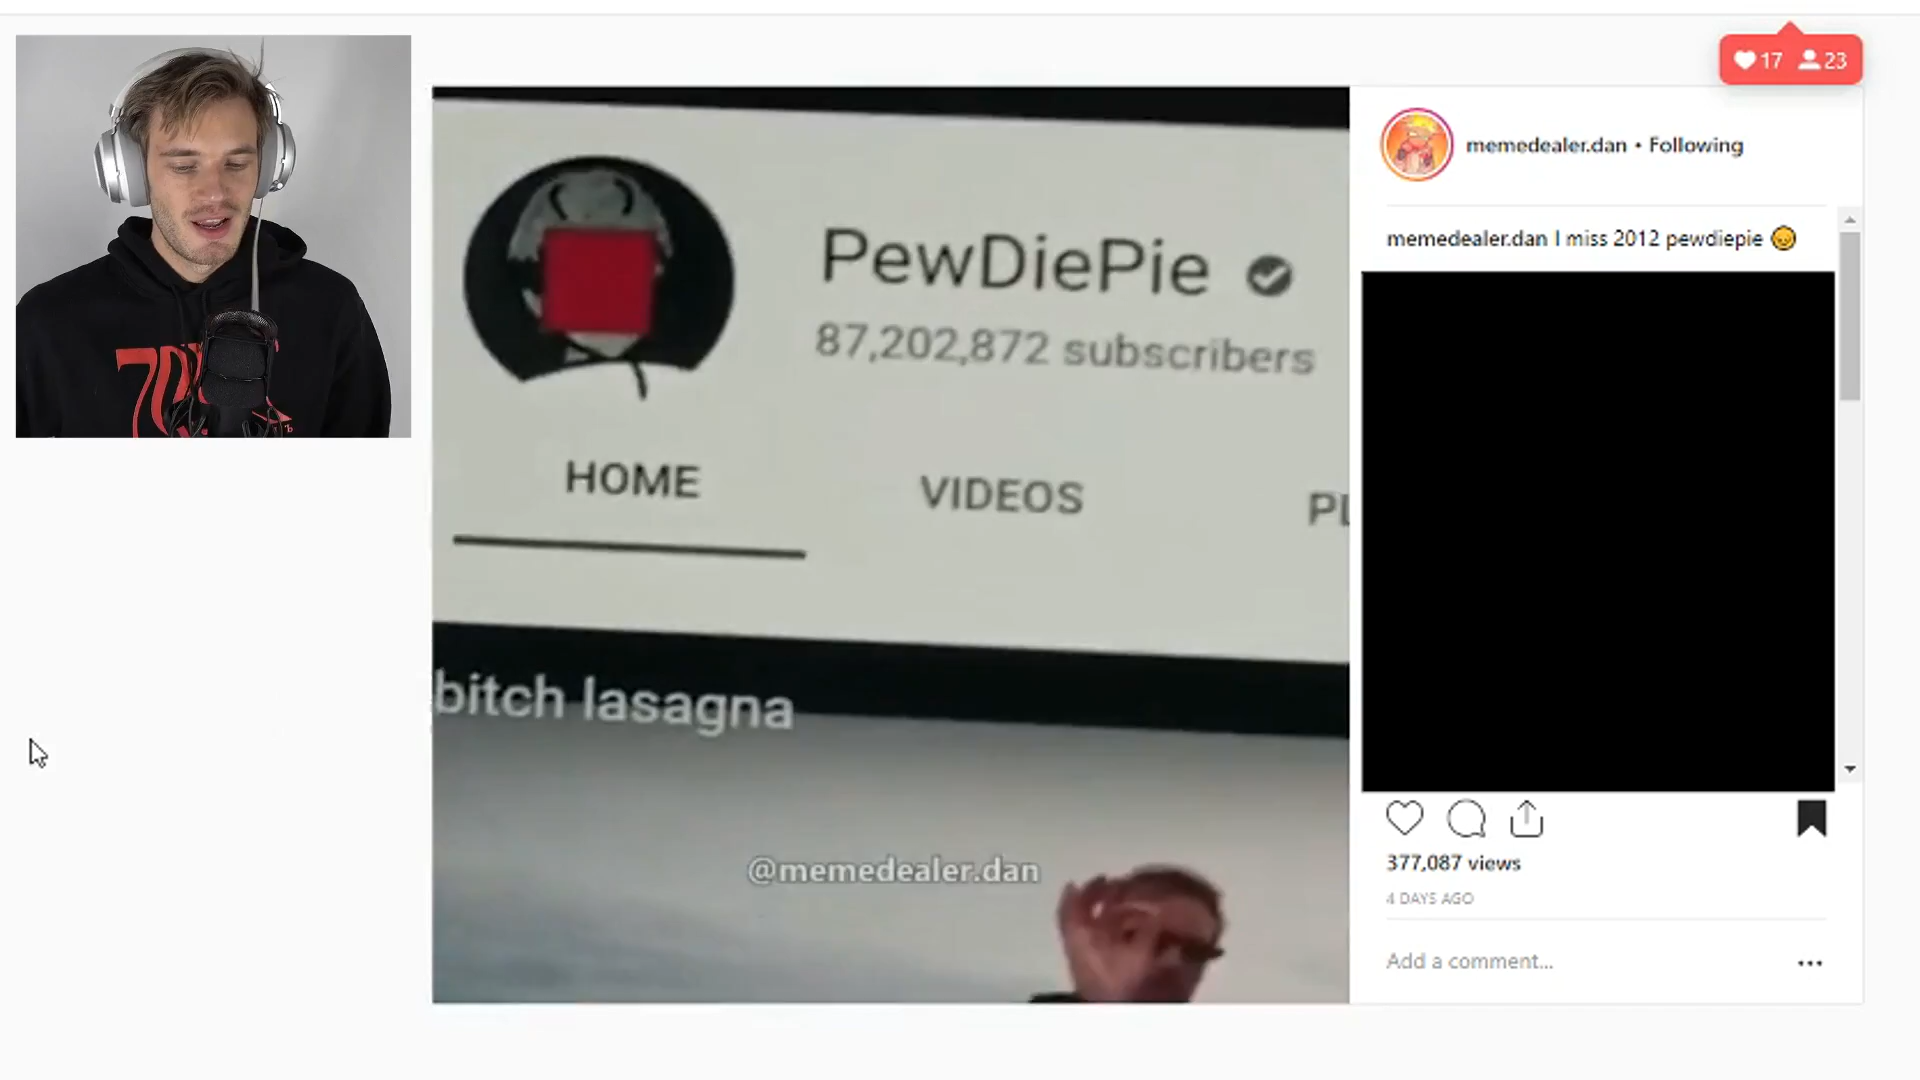 17 23
memedealer.dan • Following
memedealer.dan I miss 2012 pewdiepie 😔
PewDiePie
87,202,872 subscribers
HOME VIDEOS PL
bitch lasagna
@memedealer.dan
377,087 views
4 DAYS AGO
Add a comment...